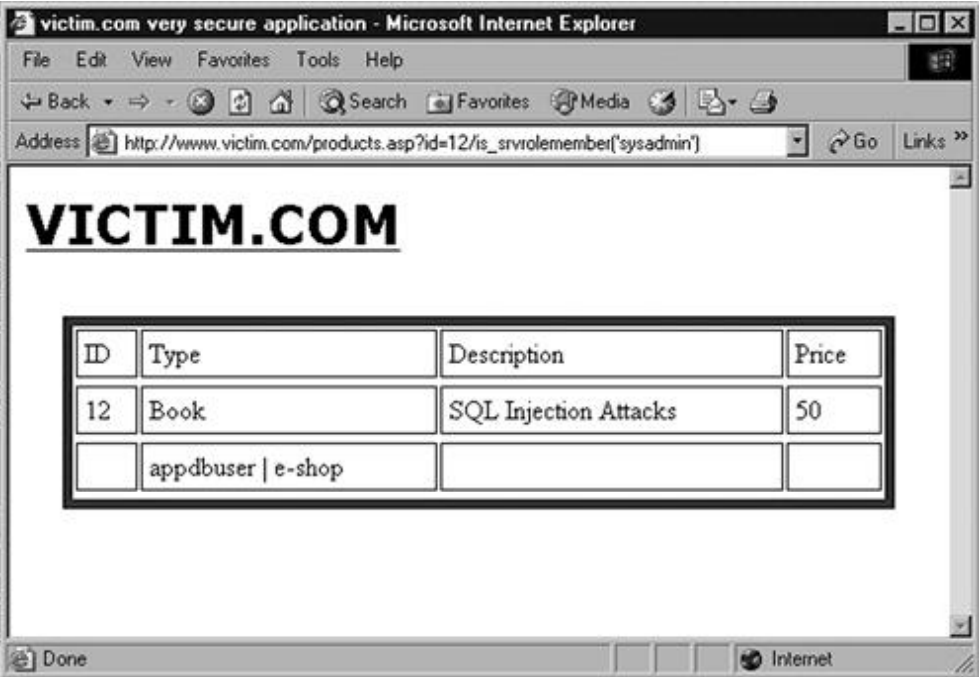 victim.com very secure application - Microsoft Internet Explorer
File Edit View Favorites Tools Help
Back Search Favorites Media
Address http://www.victim.com/products.asp?id=12/is_srvrolemember('sysadmin') Go Links »
VICTIM.COM
ID Type Description Price
12 Book SQL Injection Attacks 50
appdbuser | e-shop
Done Internet